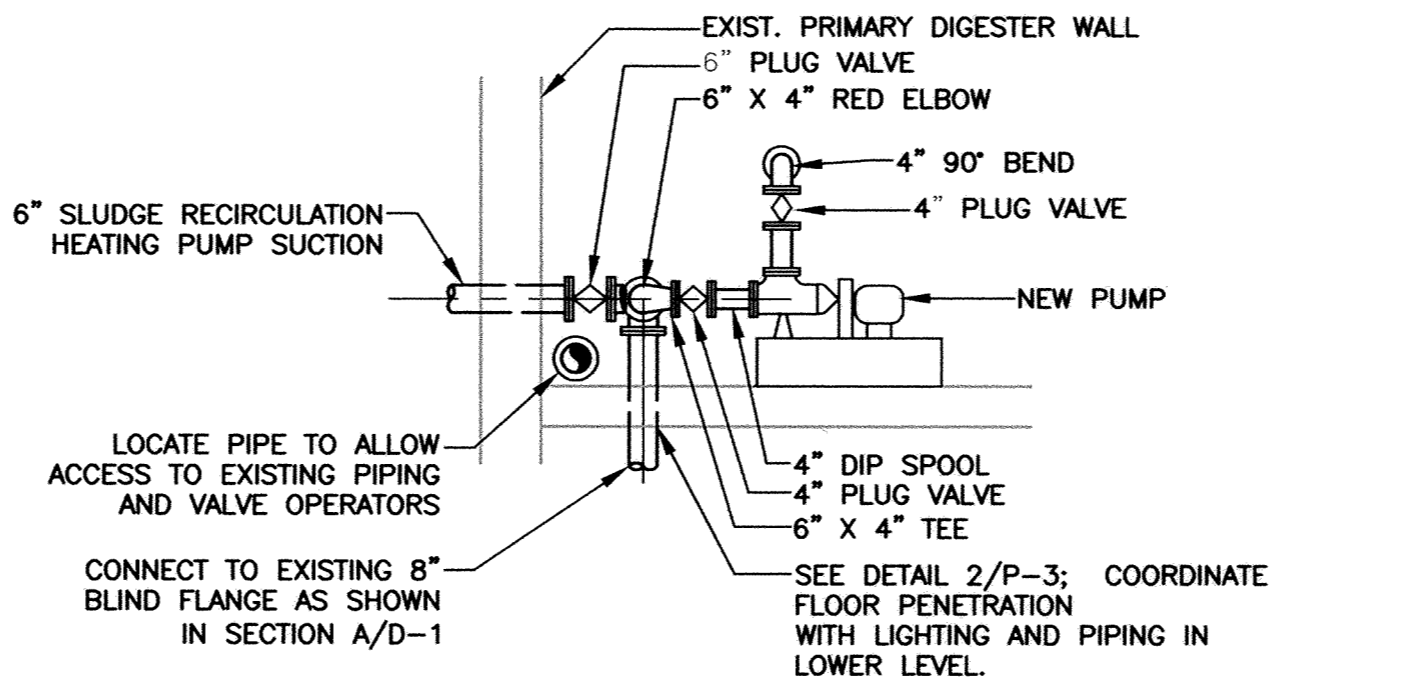 EXIST. PRIMARY DIGESTER WALL
6" PLUG VALVE
6" X 4" RED ELBOW
4" 90° BEND
4" PLUG VALVE
6" SLUDGE RECIRCULATION
HEATING PUMP SUCTION
NEW PUMP
LOCATE PIPE TO ALLOW
ACCESS TO EXISTING PIPING
AND VALVE OPERATORS
4" DIP SPOOL
4" PLUG VALVE
6" X 4" TEE
CONNECT TO EXISTING 8"
BLIND FLANGE AS SHOWN
IN SECTION A/D-1
SEE DETAIL 2/P-3; COORDINATE
FLOOR PENETRATION
WITH LIGHTING AND PIPING IN
LOWER LEVEL.